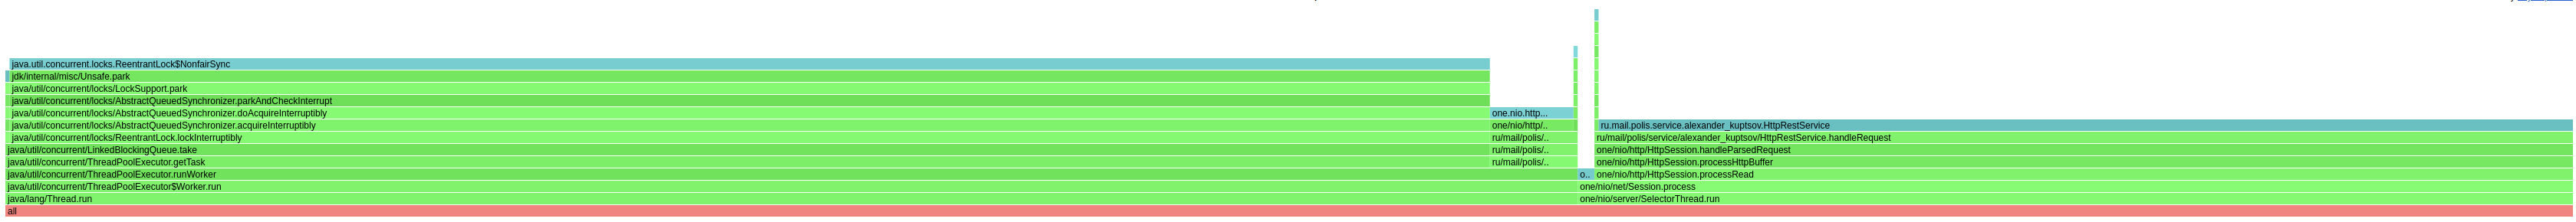 java.util.concurrent.locks.ReentrantLock$NonfairSync
jdk/internal/misc/Unsafe.park
java/util/concurrent/locks/LockSupport.park
java/util/concurrent/locks/AbstractQueuedSynchronizer.parkAndCheckInterrupt
java/util/concurrent/locks/AbstractQueuedSynchronizer.doAcquireInterruptibly one.nio.http...
java/util/concurrent/locks/AbstractQueuedSynchronizer.acquireInterruptibly one/nio/http/.. ru.mail.polis.service.alexander_kuptsov.HttpRestService
java/util/concurrent/locks/ReentrantLock.lockInterruptibly ru/mail/polis/.. ru/mail/polis/service/alexander_kuptsov/HttpRestService.handleRequest
java/util/concurrent/LinkedBlockingQueue.take ru/mail/polis/.. one/nio/http/HttpSession.handleParsedRequest
java/util/concurrent/ThreadPoolExecutor.getTask ru/mail/polis/.. one/nio/http/HttpSession.processHttpBuffer
java/util/concurrent/ThreadPoolExecutor.runWorker o.. one/nio/http/HttpSession.processRead
java/util/concurrent/ThreadPoolExecutor$Worker.run one/nio/net/Session.process
java/lang/Thread.run one/nio/server/SelectorThread.run
all